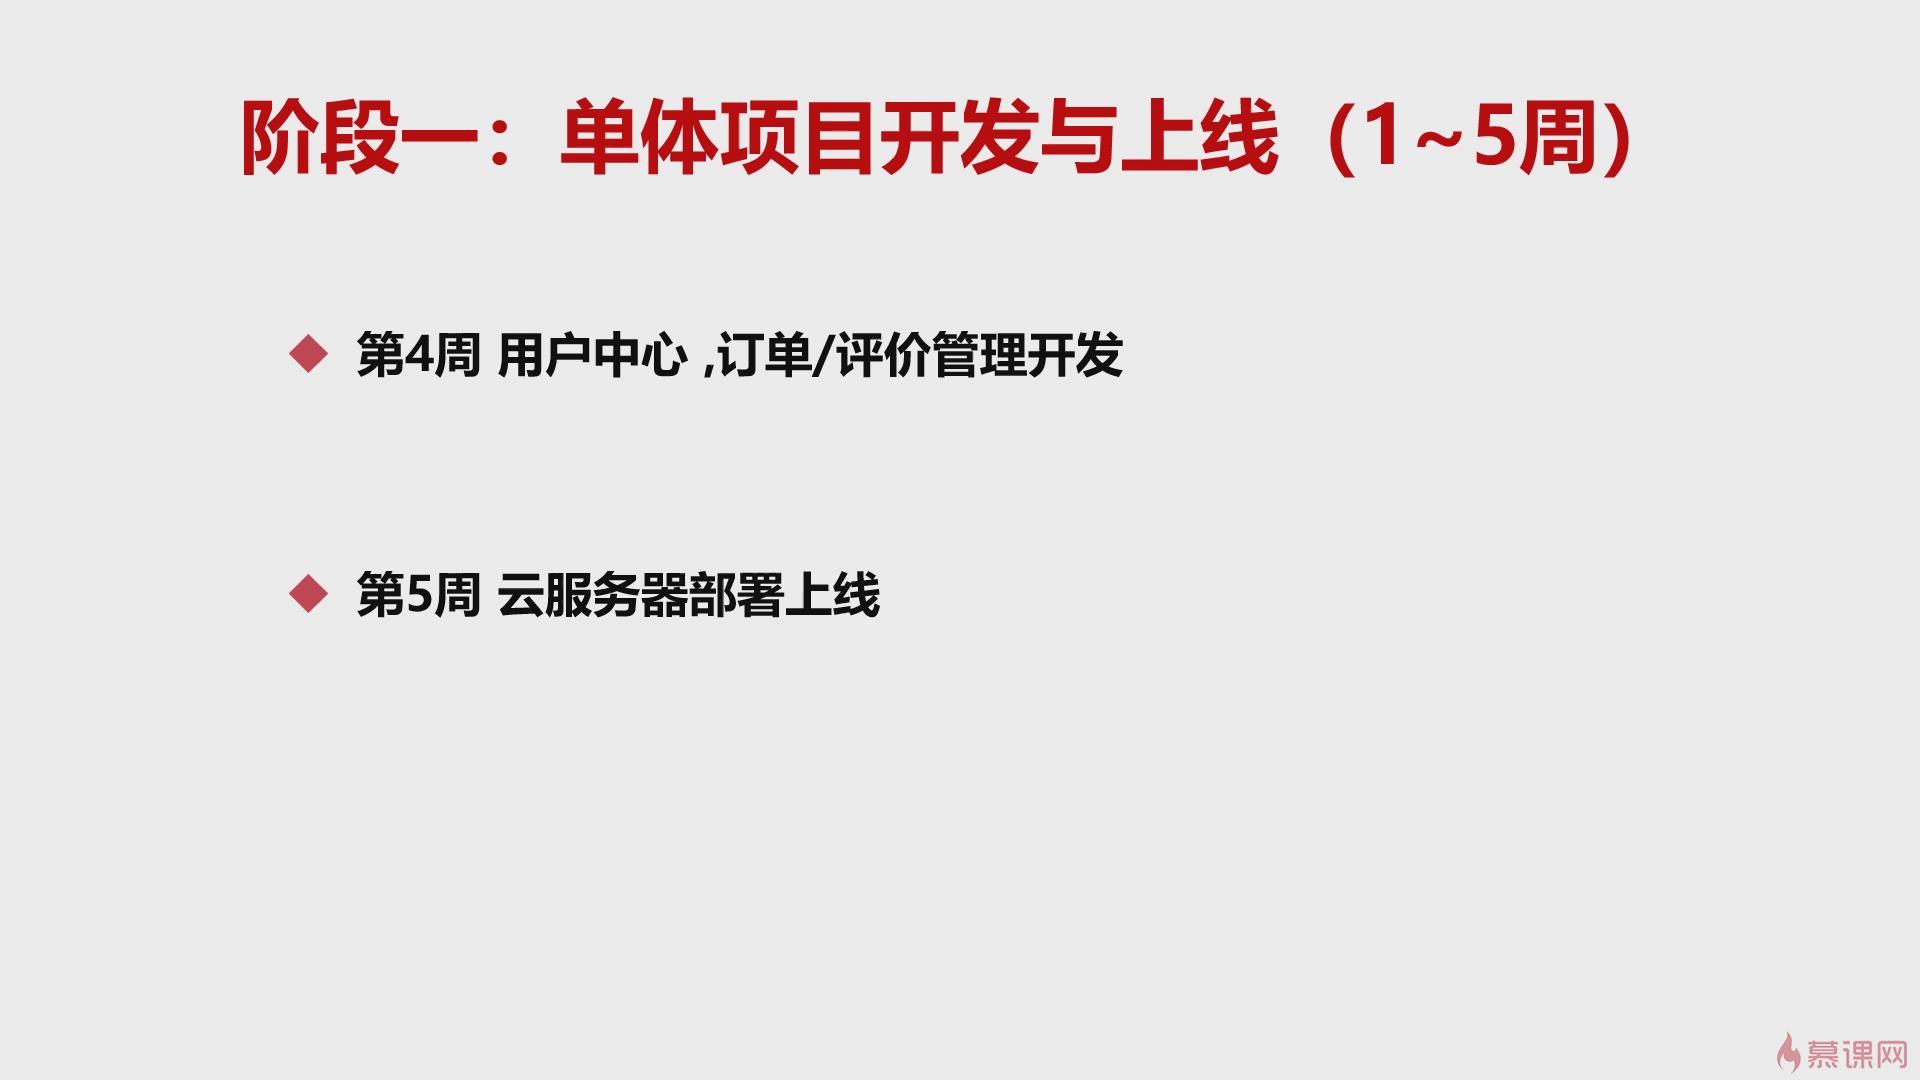 阶段一：单体项目开发与上线（1~5周）
第4周 用户中心 ,订单/评价管理开发
第5周 云服务器部署上线
慕课网